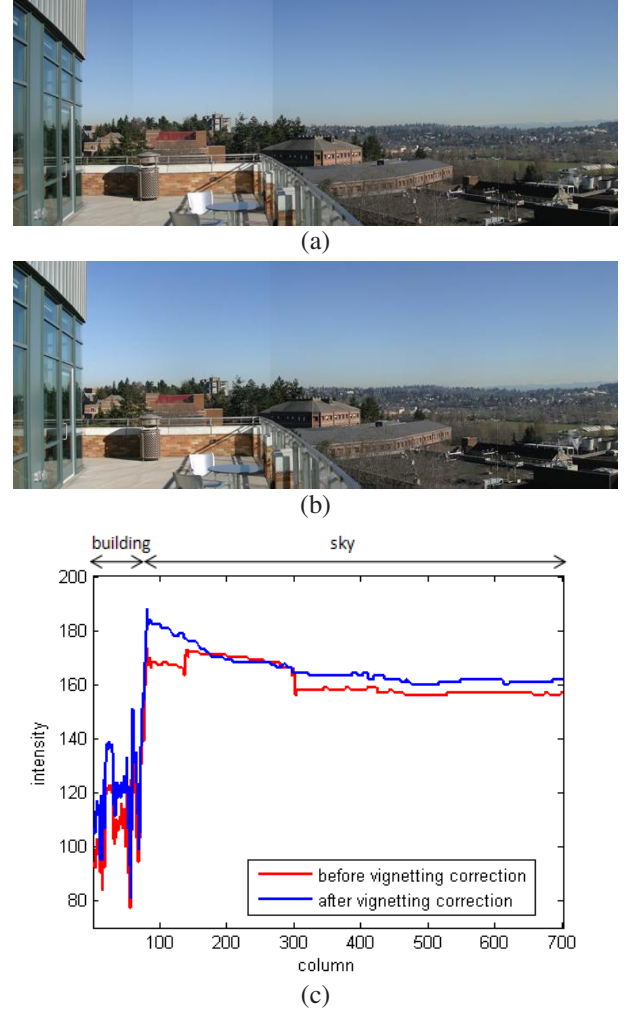 (a)
(b)
building sky
200
180
160
140
120
100
80
intensity
before vignetting correction
after vignetting correction
100 200 300 400 500 600 700
column
(c)